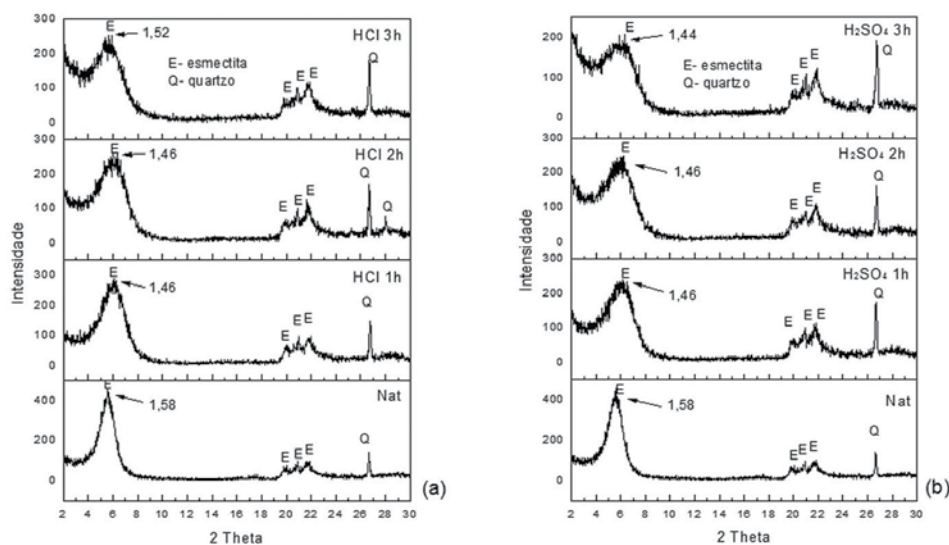 300
200
100
0
E
1,52
HCl 3h
E- esmectita
Q- quartzo
E
E
E
Q
300
200
100
0
E
1,46
HCl 2h
E
E
E
Q
Q
300
200
100
0
E
1,46
HCl 1h
E
E
E
Q
400
200
0
E
1,58
Nat
E
E
E
Q
Intensidade
2 4 6 8 10 12 14 16 18 20 22 24 26 28 30
2 Theta
(a)
300
200
100
0
E
1,44
H₂SO₄ 3h
E- esmectita
Q- quartzo
E
E
E
Q
300
200
100
0
E
1,46
H₂SO₄ 2h
E
E
E
Q
300
200
100
0
E
1,46
H₂SO₄ 1h
E
E
E
Q
400
200
0
E
1,58
Nat
E
E
E
Q
Intensidade
2 4 6 8 10 12 14 16 18 20 22 24 26 28 30
2 Theta
(b)